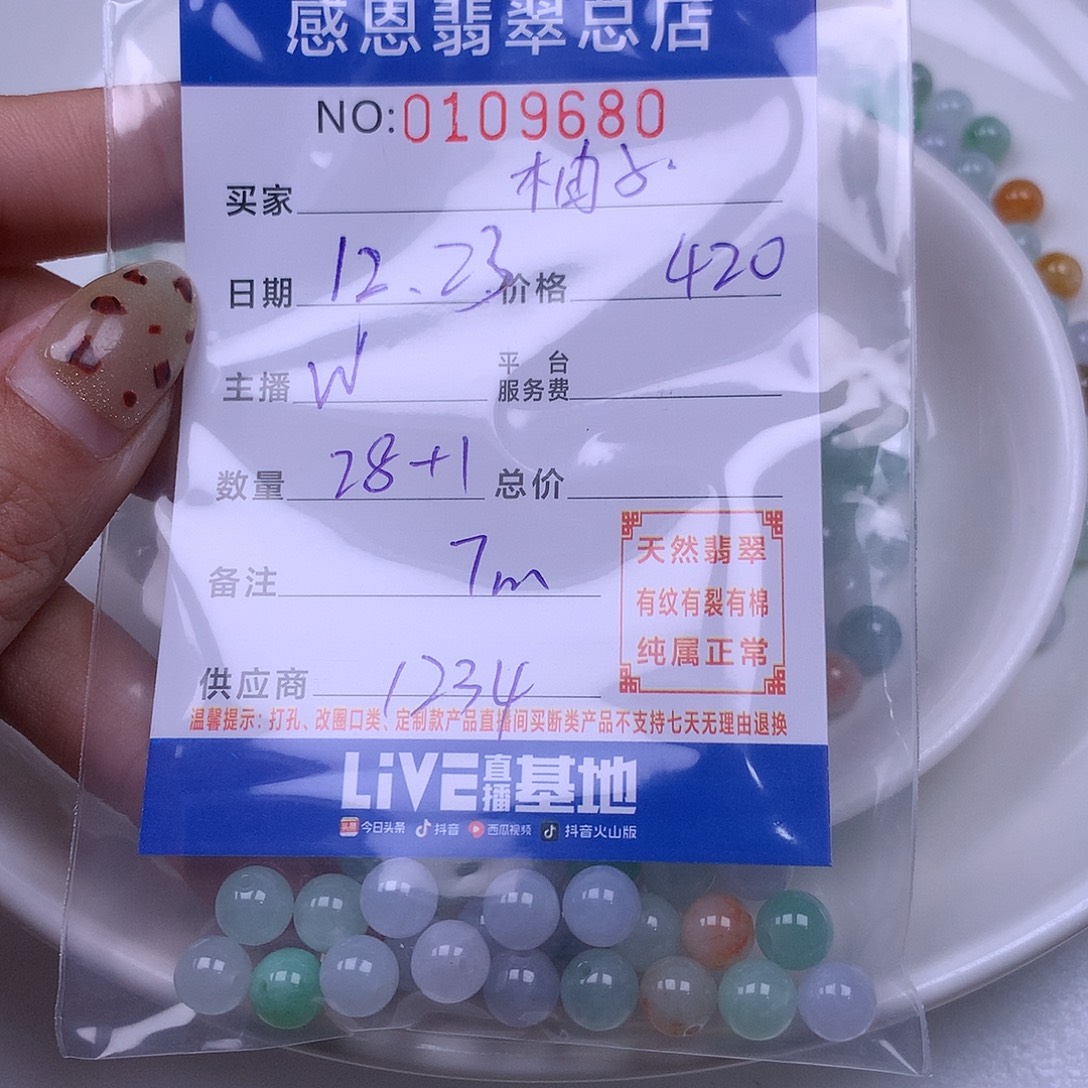 感恩翡翠总店
NO:0109680
买家 柚子
日期 12.23 价格 420
主播 W 平台服务费
数量 28+1 总价
备注 7m
天然翡翠
有纹有裂有棉
纯属正常
供应商 1234
温馨提示：打孔、改圈口类、定制款产品直播间买断类产品不支持七天无理由退换
LiVE直播基地
头条 今日头条 抖音 西瓜视频 抖音火山版